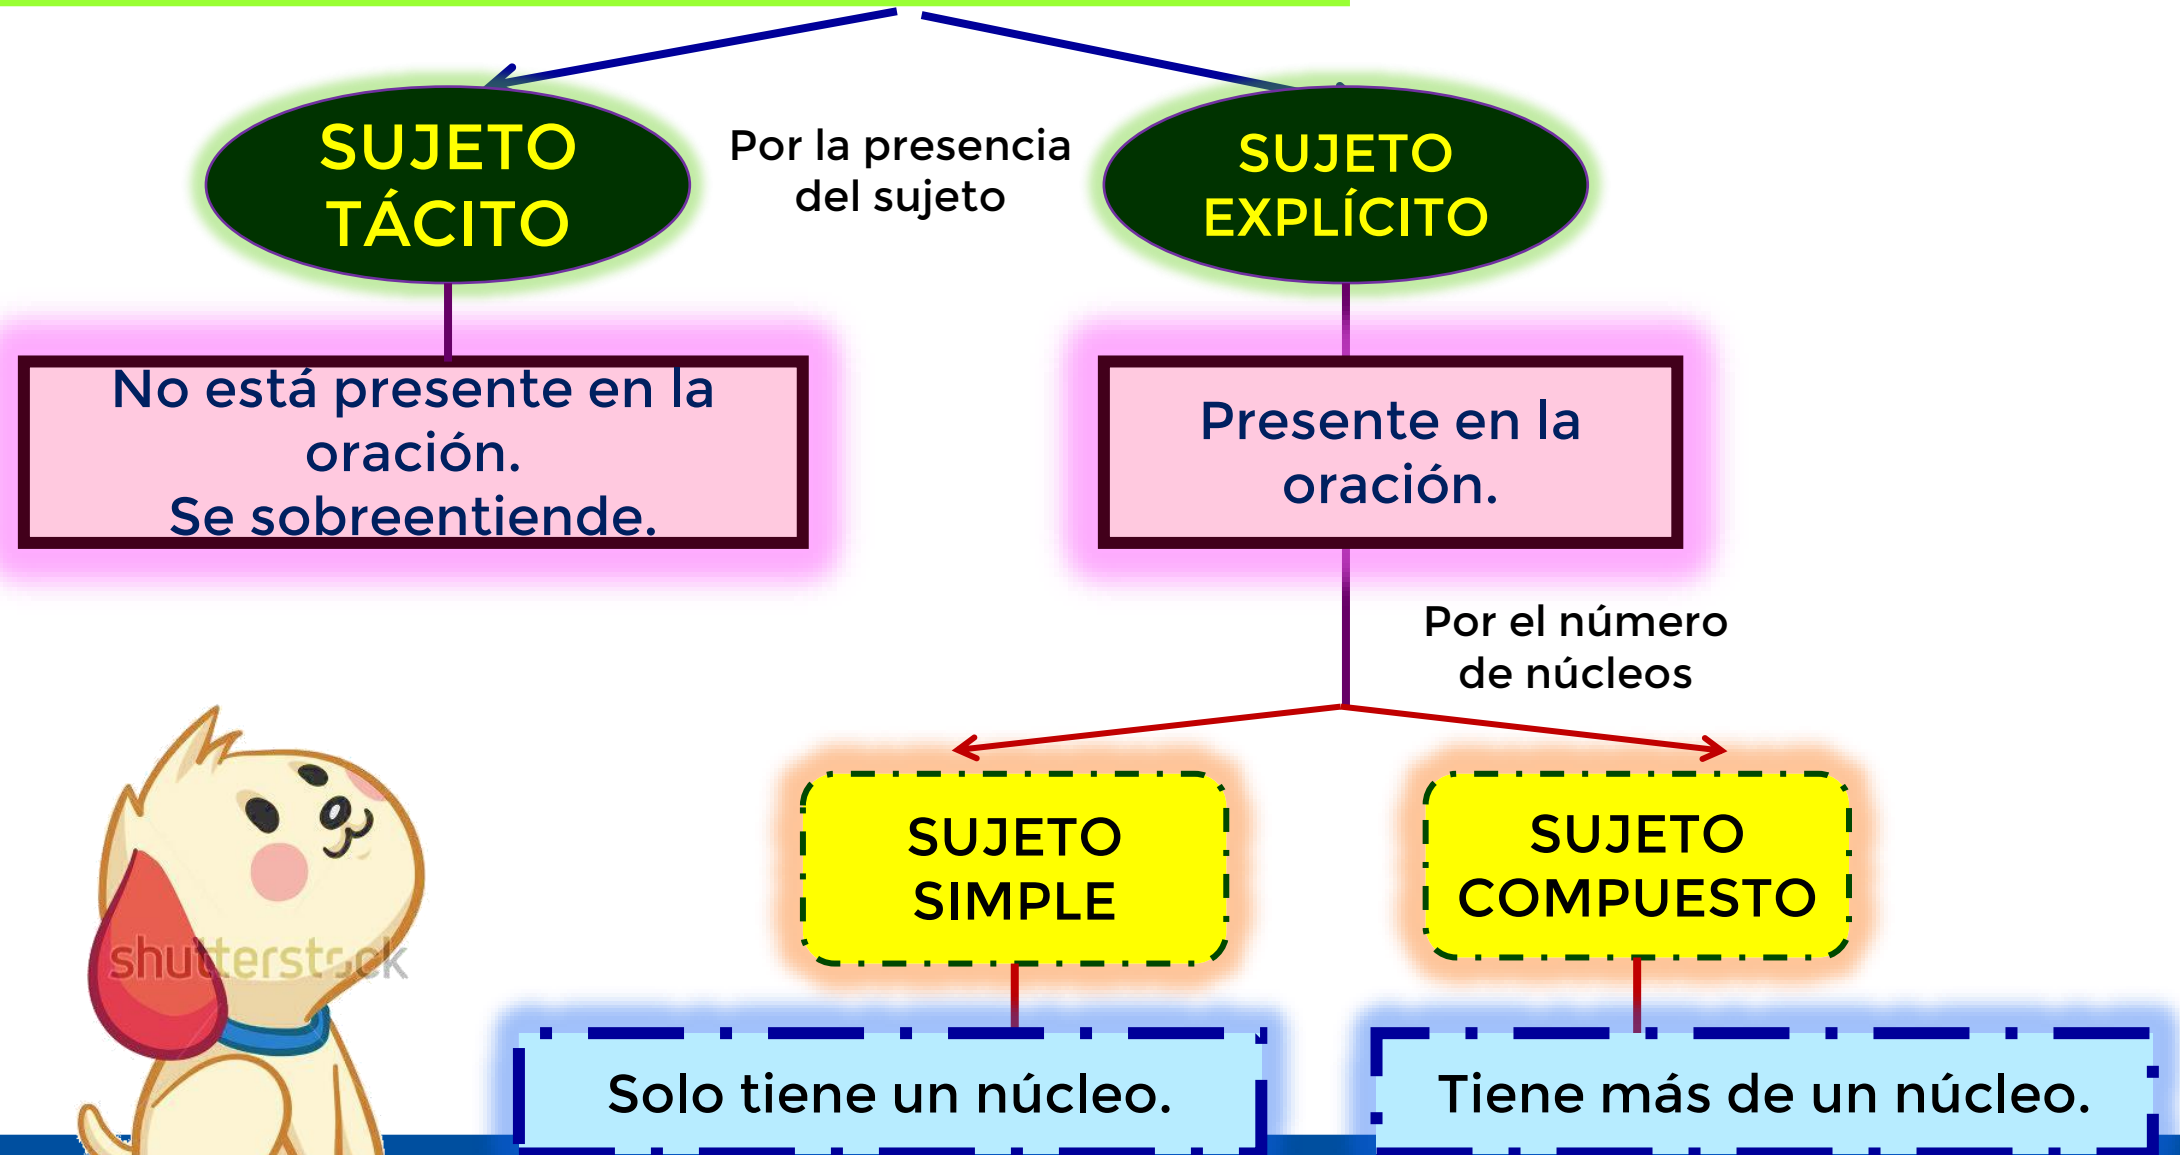 SUJETO
TÁCITO
Por la presencia
del sujeto
SUJETO
EXPLÍCITO
No está presente en la
oración.
Se sobreentiende.
Presente en la
oración.
Por el número
de núcleos
SUJETO
SIMPLE
SUJETO
COMPUESTO
shutterstock
Solo tiene un núcleo.
Tiene más de un núcleo.